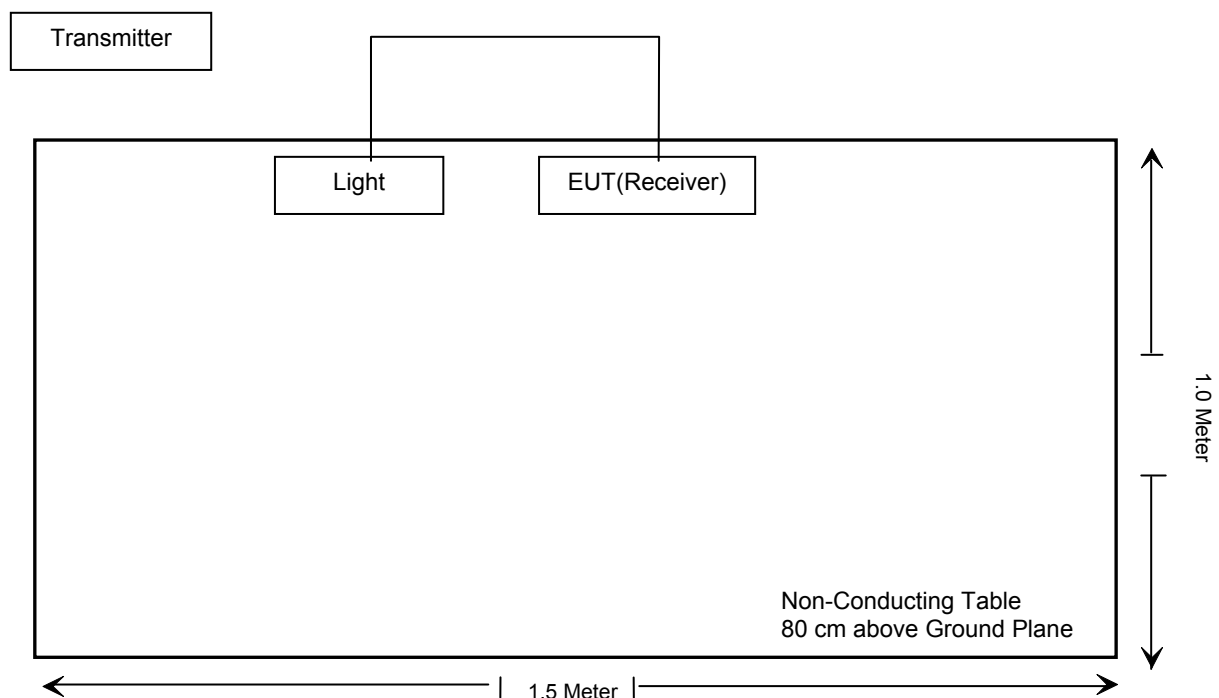 Transmitter
Light
EUT(Receiver)
1.0 Meter
Non-Conducting Table
80 cm above Ground Plane
1.5 Meter